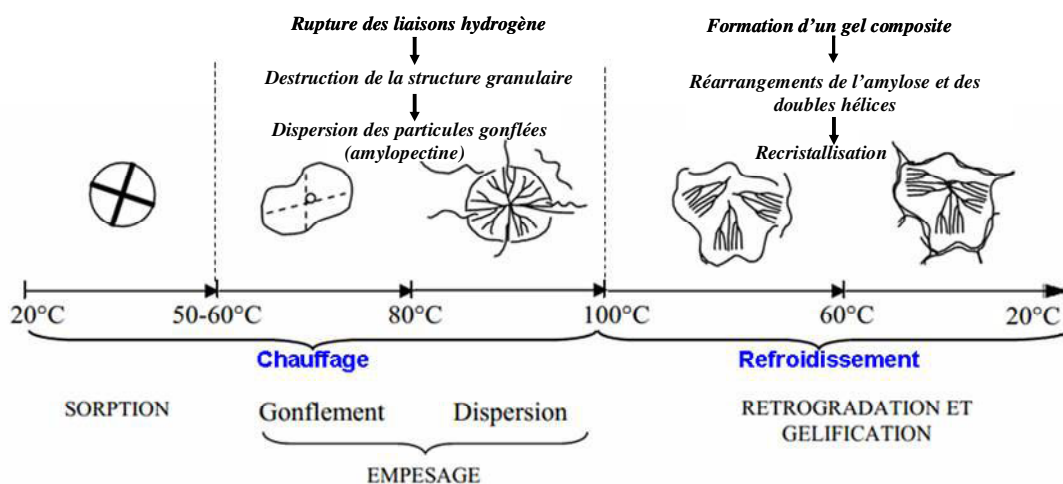 Rupture des liaisons hydrogène
Destruction de la structure granulaire
Dispersion des particules gonflées
(amylopectine)
Formation d'un gel composite
Réarrangements de l'amylose et des
doubles hélices
Recristallisation
20°C
50-60°C
80°C
100°C
60°C
20°C
Chauffage
Refroidissement
SORPTION
Gonflement
Dispersion
RETROGRADATION ET
GELIFICATION
EMPESAGE